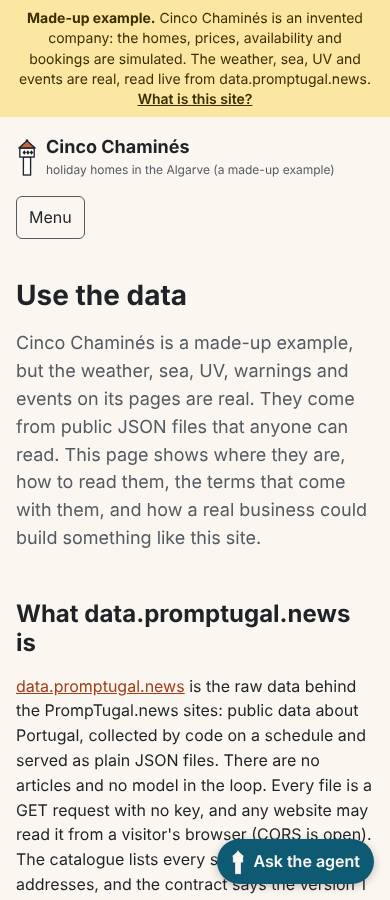 Made-up example. Cinco Chaminés is an invented
company: the homes, prices, availability and
bookings are simulated. The weather, sea, UV and
events are real, read live from data.promptugal.news.
What is this site?
Cinco Chaminés
holiday homes in the Algarve (a made-up example)
Menu
Use the data
Cinco Chaminés is a made-up example,
but the weather, sea, UV, warnings and
events on its pages are real. They come
from public JSON files that anyone can
read. This page shows where they are,
how to read them, the terms that come
with them, and how a real business could
build something like this site.
What data.promptugal.news
is
data.promptugal.news is the raw data behind
the PrompTugal.news sites: public data about
Portugal, collected by code on a schedule and
served as plain JSON files. There are no
articles and no model in the loop. Every file is a
GET request with no key, and any website may
read it from a visitor's browser (CORS is open).
The catalogue lists every
Ask the agent
addresses, and the contract says the version 1